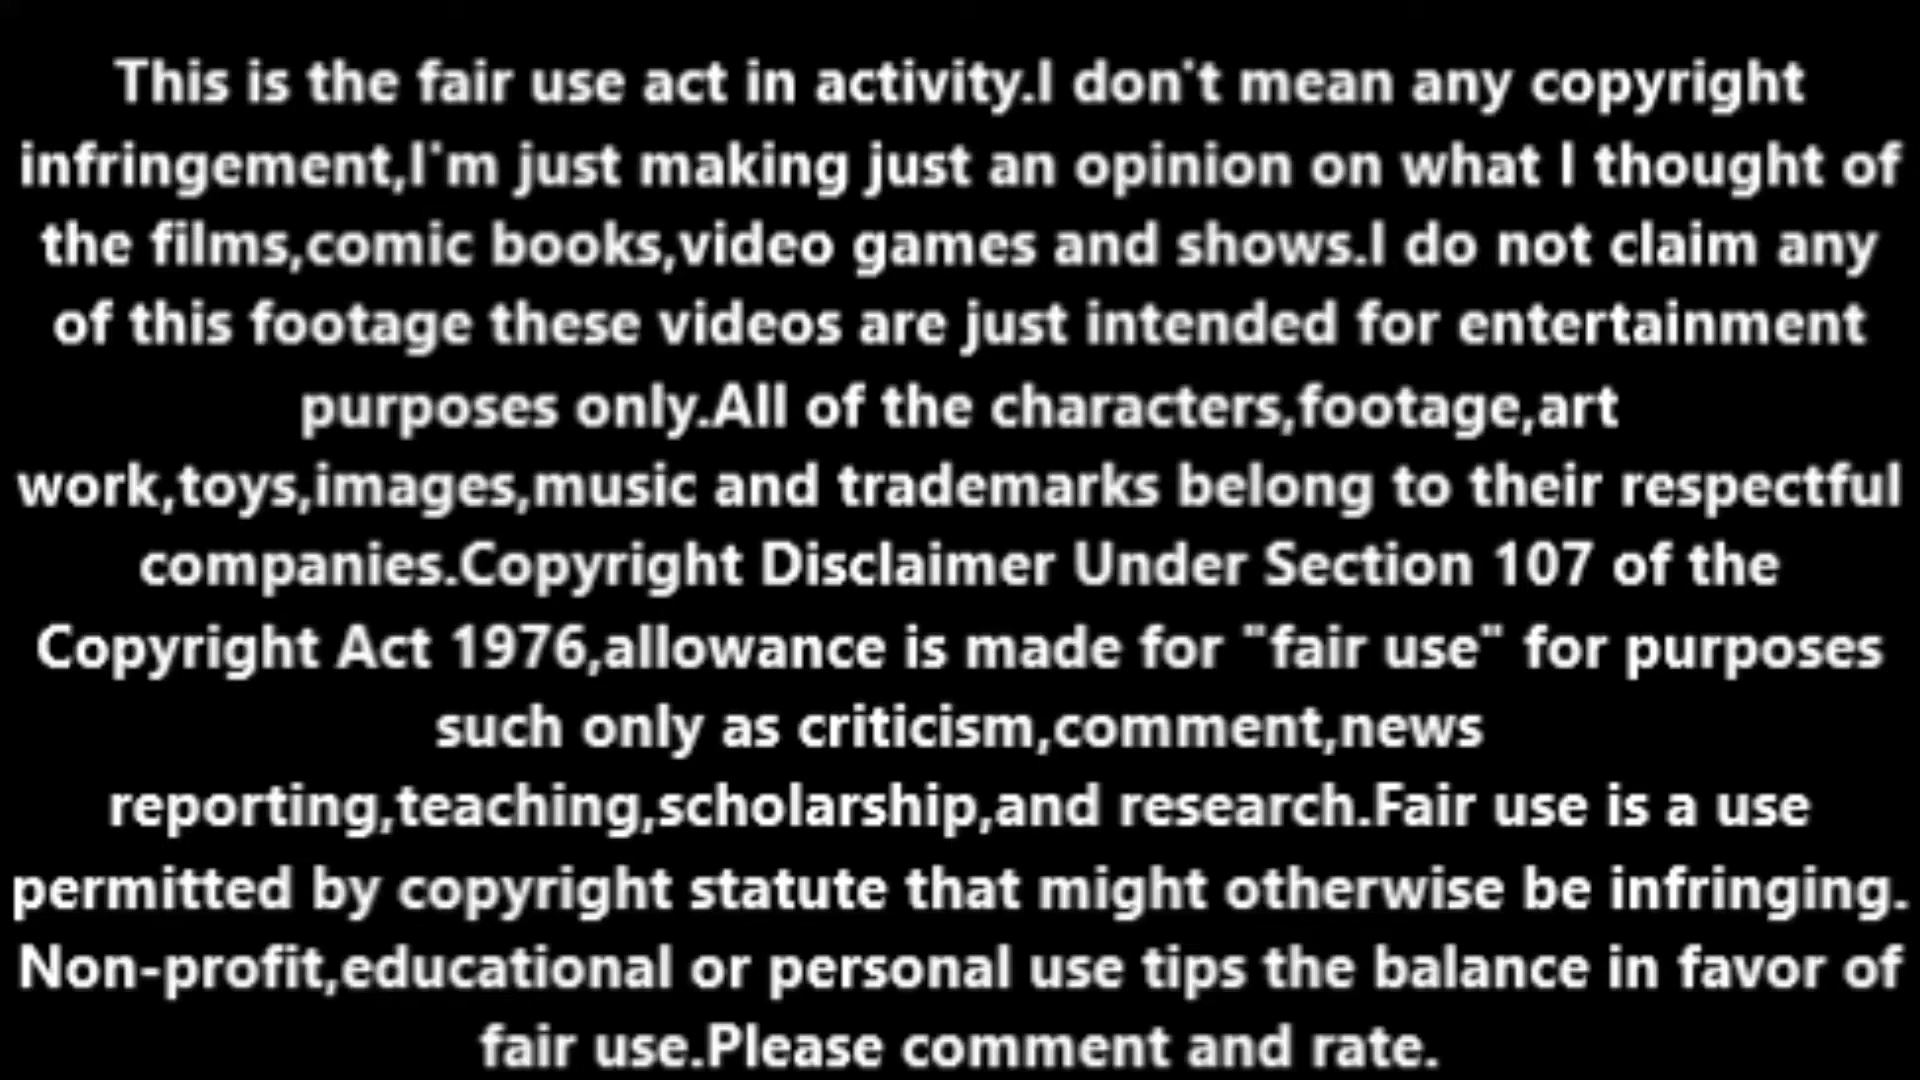 This is the fair use act in activity.I don't mean any copyright
infringement,I'm just making just an opinion on what I thought of
the films,comic books,video games and shows.I do not claim any
of this footage these videos are just intended for entertainment
purposes only.All of the characters,footage,art
work,toys,images,music and trademarks belong to their respectful
companies.Copyright Disclaimer Under Section 107 of the
Copyright Act 1976,allowance is made for "fair use" for purposes
such only as criticism,comment,news
reporting,teaching,scholarship,and research.Fair use is a use
permitted by copyright statute that might otherwise be infringing.
Non-profit,educational or personal use tips the balance in favor of
fair use.Please comment and rate.